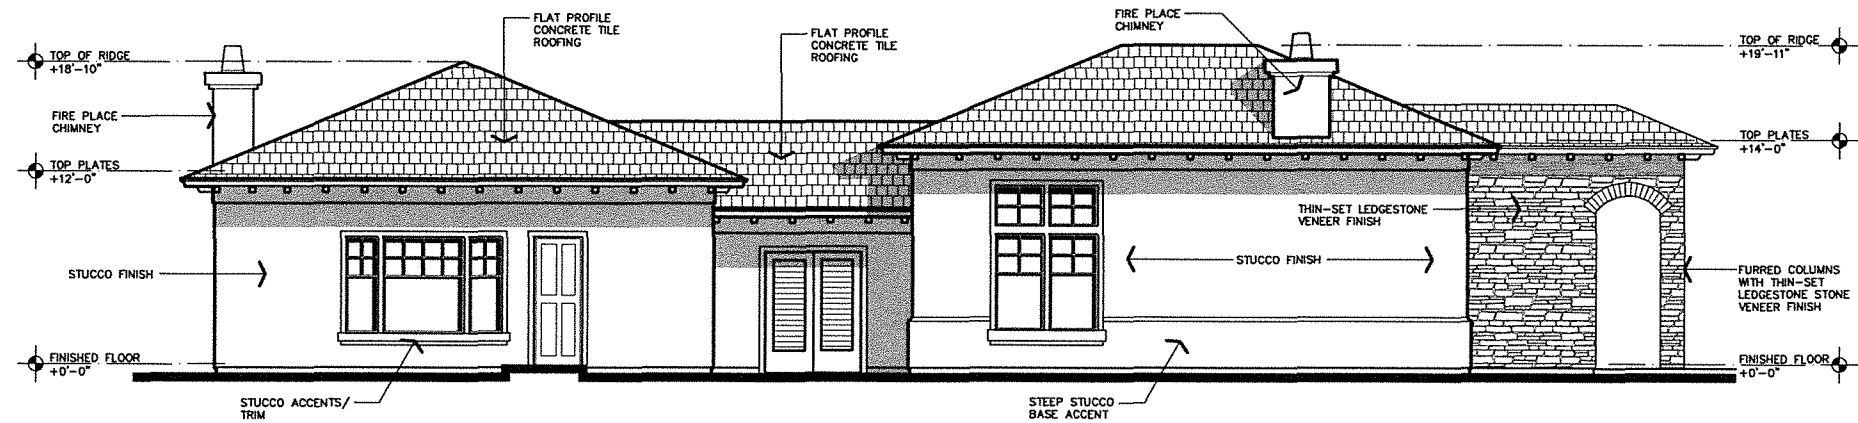 FLAT PROFILE
CONCRETE TILE
ROOFING
FLAT PROFILE
CONCRETE TILE
ROOFING
FIRE PLACE
CHIMNEY
TOP OF RIDGE
+18'-10"
TOP OF RIDGE
+19'-11"
FIRE PLACE
CHIMNEY
TOP PLATES
+14'-0"
TOP PLATES
+12'-0"
THIN-SET LEDGESTONE
VENEER FINISH
STUCCO FINISH
STUCCO FINISH
FURRED COLUMNS
WITH THIN-SET
LEDGESTONE STONE
VENEER FINISH
FINISHED FLOOR
+0'-0"
FINISHED FLOOR
+0'-0"
STUCCO ACCENTS/
TRIM
STEEP STUCCO
BASE ACCENT